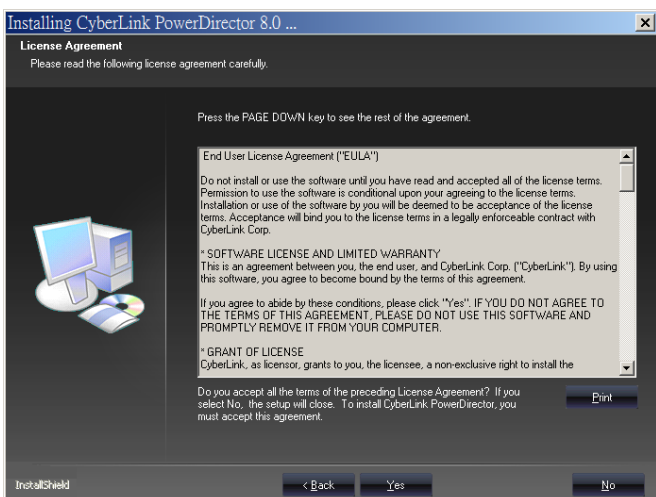 Installing CyberLink PowerDirector 8.0 ...
License Agreement
Please read the following license agreement carefully.
Press the PAGE DOWN key to see the rest of the agreement.
End User License Agreement ("EULA")
Do not install or use the software until you have read and accepted all of the license terms.
Permission to use the software is conditional upon your agreeing to the license terms.
Installation or use of the software by you will be deemed to be acceptance of the license
terms. Acceptance will bind you to the license terms in a legally enforceable contract with
CyberLink Corp.
* SOFTWARE LICENSE AND LIMITED WARRANTY
This is an agreement between you, the end user, and CyberLink Corp. ("CyberLink"). By using
this software, you agree to become bound by the terms of this agreement.
If you agree to abide by these conditions, please click "Yes". IF YOU DO NOT AGREE TO
THE TERMS OF THIS AGREEMENT, PLEASE DO NOT USE THIS SOFTWARE AND
PROMPTLY REMOVE IT FROM YOUR COMPUTER.
* GRANT OF LICENSE
CyberLink, as licensor, grants to you, the licensee, a non-exclusive right to install the
Do you accept all the terms of the preceding License Agreement? If you
select No, the setup will close. To install CyberLink PowerDirector, you
must accept this agreement.
Print
InstallShield
< Back
Yes
No